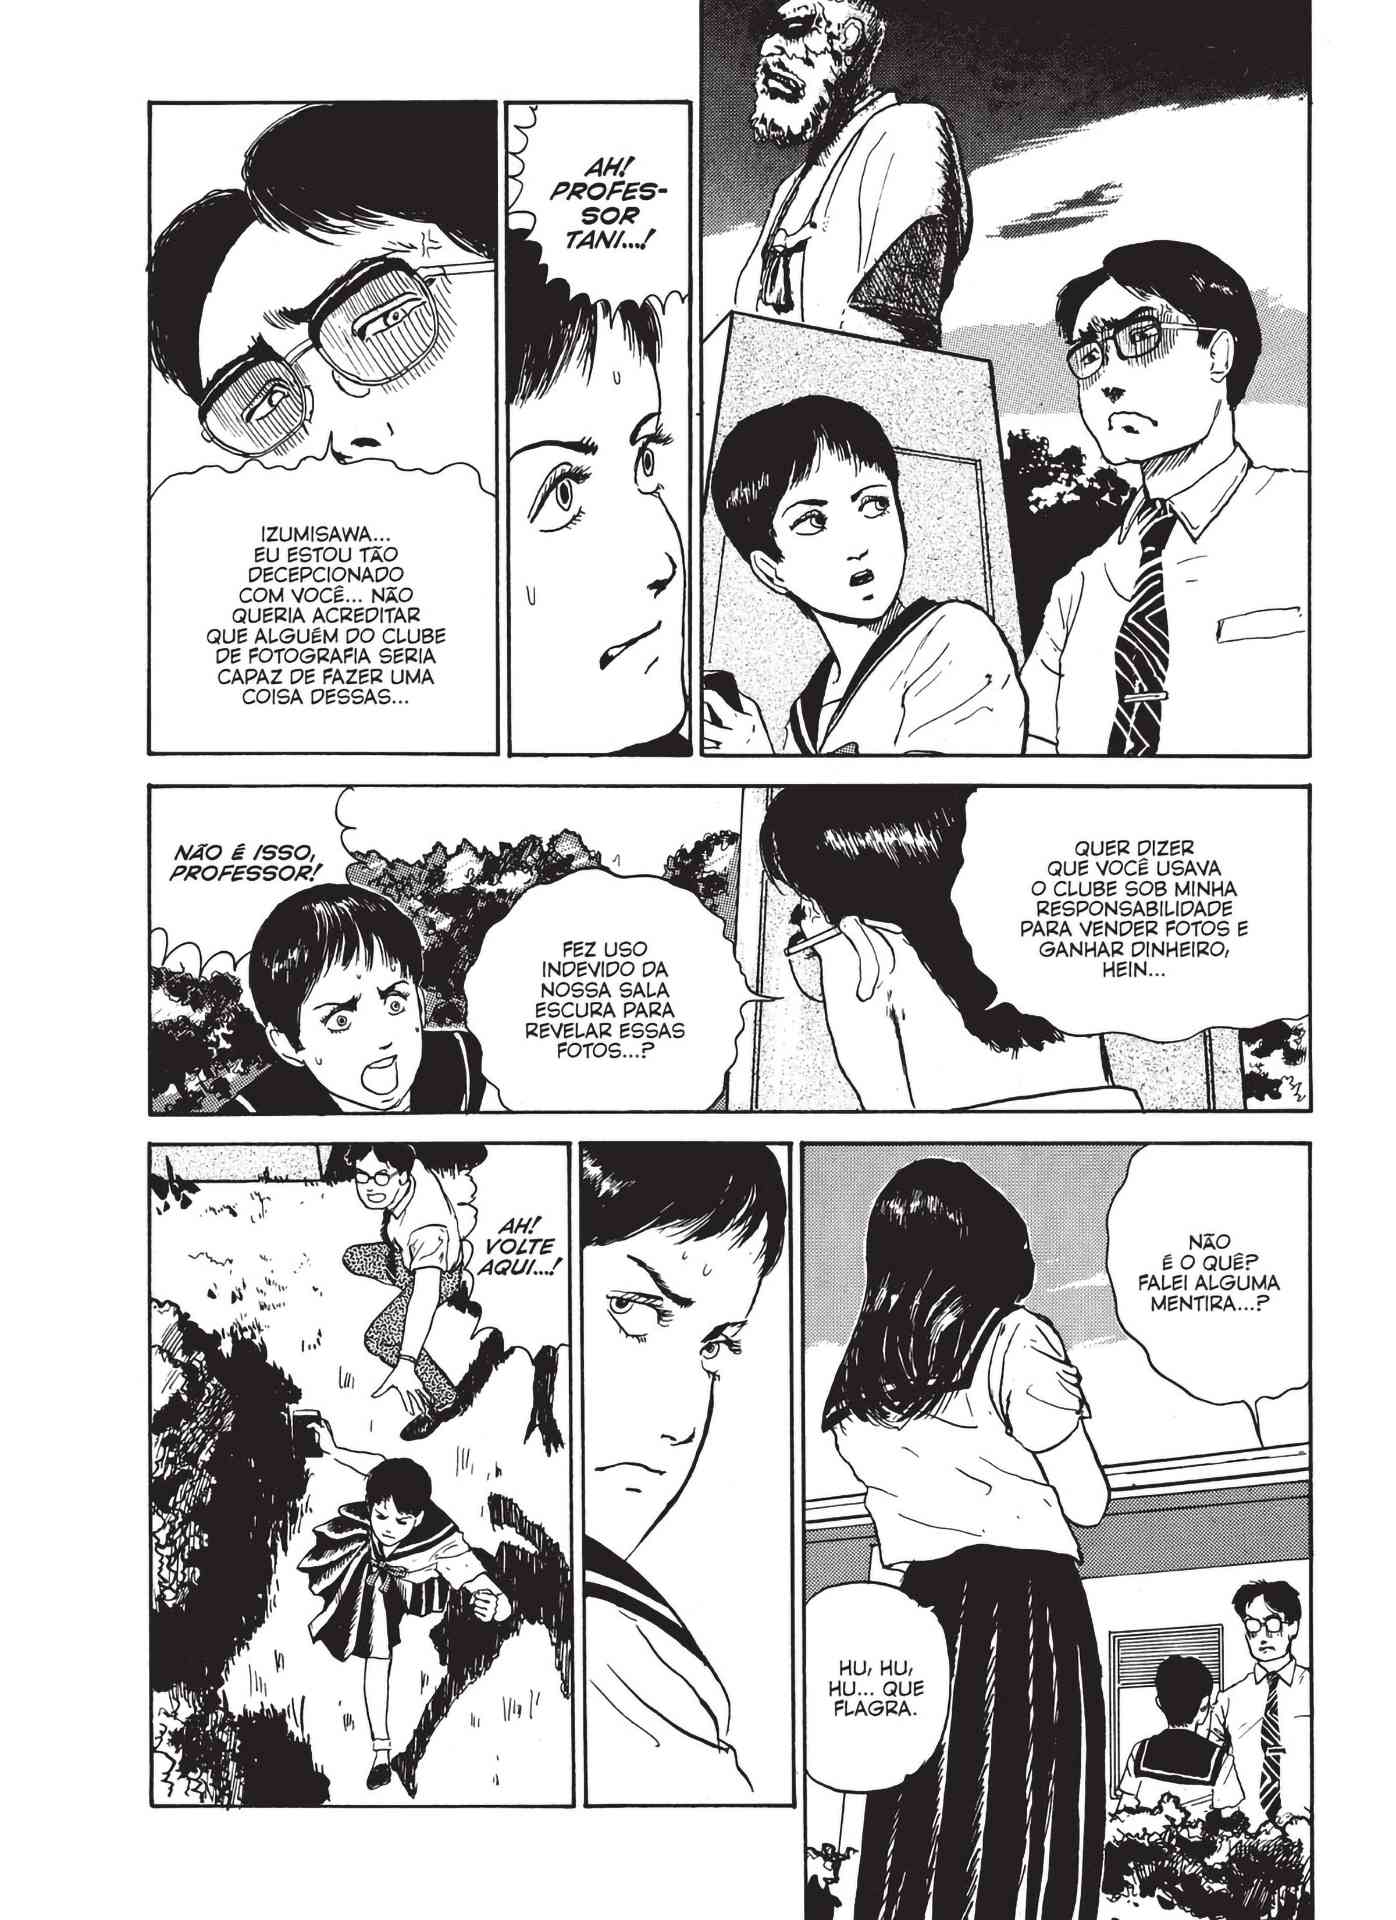 AH!
PROFES-
SOR
TANI...!
IZUMISAWA...
EU ESTOU TÃO
DECEPCIONADO
COM VOCÊ... NÃO
QUERIA ACREDITAR
QUE ALGUÉM DO CLUBE
DE FOTOGRAFIA SERIA
CAPAZ DE FAZER UMA
COISA DESSAS...
QUER DIZER
QUE VOCÊ USAVA
O CLUBE SOB MINHA
RESPONSABILIDADE
PARA VENDER FOTOS E
GANHAR DINHEIRO,
HEIN...
FEZ USO
INDEVIDO DA
NOSSA SALA
ESCURA PARA
REVELAR ESSAS
FOTOS...?
NÃO É ISSO,
PROFESSOR!
NÃO
É O QUÊ?
FALEI ALGUMA
MENTIRA...?
HU, HU,
HU... QUE
FLAGRA.
AH!
VOLTE
AQUI...!